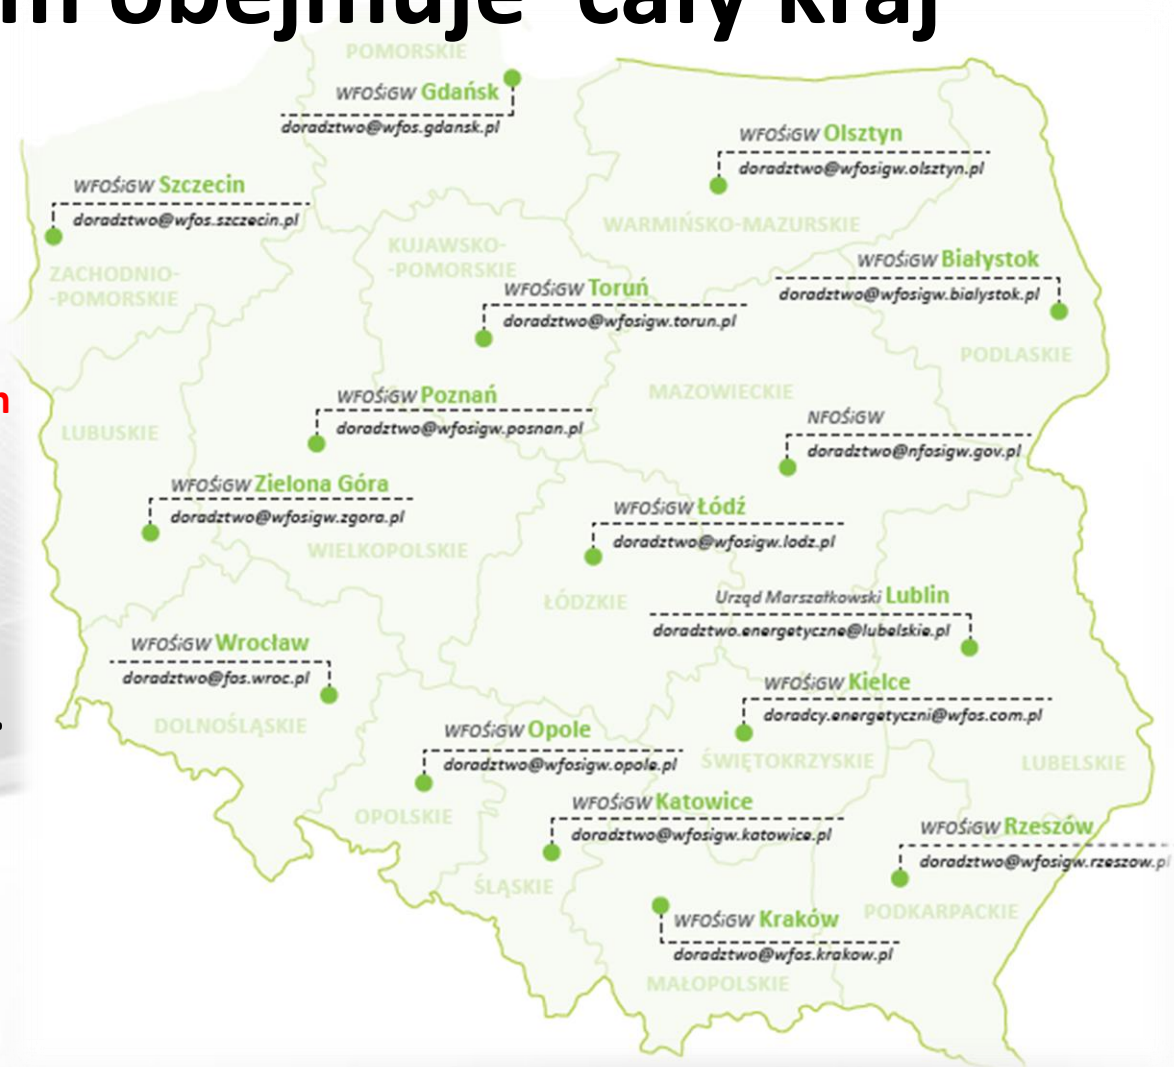 obejmuje cały kraj
POMORSKIE
WFOŚiGW Gdańsk
doradztwo@wfos.gdansk.pl
WFOŚiGW Olsztyn
doradztwo@wfosigw.olsztyn.pl
WFOŚiGW Szczecin
doradztwo@wfos.szczecin.pl
WARMIŃSKO-MAZURSKIE
ZACHODNIO-
-POMORSKIE
KUJAWSKO-
-POMORSKIE
WFOŚiGW Białystok
doradztwo@wfosigw.bialystok.pl
WFOŚiGW Toruń
doradztwo@wfosigw.torun.pl
PODLASKIE
MAZOWIECKIE
WFOŚiGW Poznań
doradztwo@wfosigw.posnan.pl
NFOŚiGW
doradztwo@nfosigw.gov.pl
LUBUSKIE
WFOŚiGW Zielona Góra
doradztwo@wfosigw.zgora.pl
WFOŚiGW Łódź
doradztwo@wfosigw.lodz.pl
WIELKOPOLSKIE
ŁÓDZKIE
Urząd Marszałkowski Lublin
doradztwo.energetyczne@lubelskie.pl
WFOŚiGW Wrocław
doradztwo@fos.wroc.pl
WFOŚiGW Kielce
doradcy.energetyczni@wfos.com.pl
DOLNOŚLĄSKIE
WFOŚiGW Opole
doradztwo@wfosigw.opole.pl
ŚWIĘTOKRZYSKIE
LUBELSKIE
OPOLSKIE
WFOŚiGW Katowice
doradztwo@wfosigw.katowice.pl
WFOŚiGW Rzeszów
doradztwo@wfosigw.rzeszow.pl
ŚLĄSKIE
PODKARPACKIE
WFOŚiGW Kraków
doradztwo@wfos.krakow.pl
MAŁOPOLSKIE